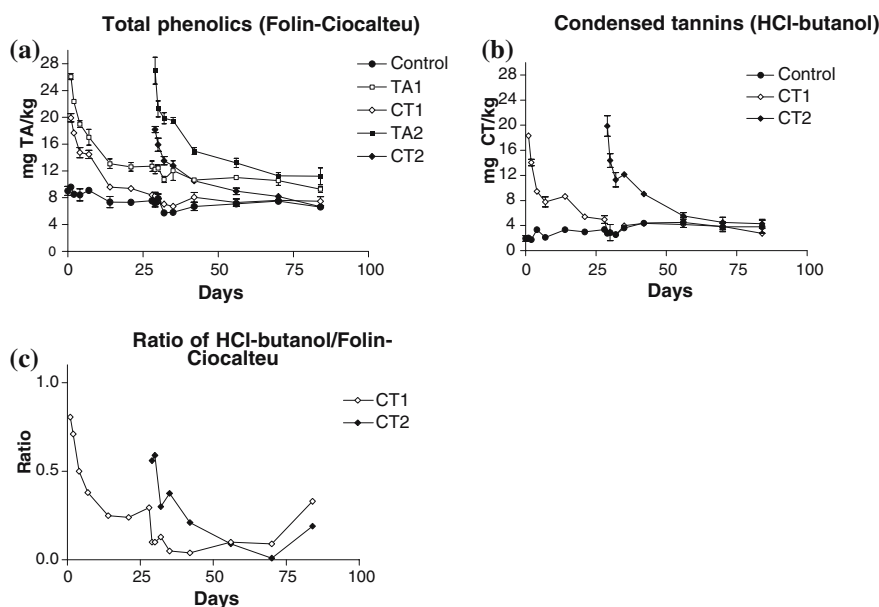 Total phenolics (Folin-Ciocalteu)
(a)
mg TA/kg
28
24
20
16
12
8
4
0
0
25
50
75
100
Days
Control
TA1
CT1
TA2
CT2
Condensed tannins (HCl-butanol)
(b)
mg CT/kg
28
24
20
16
12
8
4
0
0
25
50
75
100
Days
Control
CT1
CT2
Ratio of HCl-butanol/Folin-
Ciocalteu
(c)
Ratio
1.0
0.5
0.0
0
25
50
75
100
Days
CT1
CT2